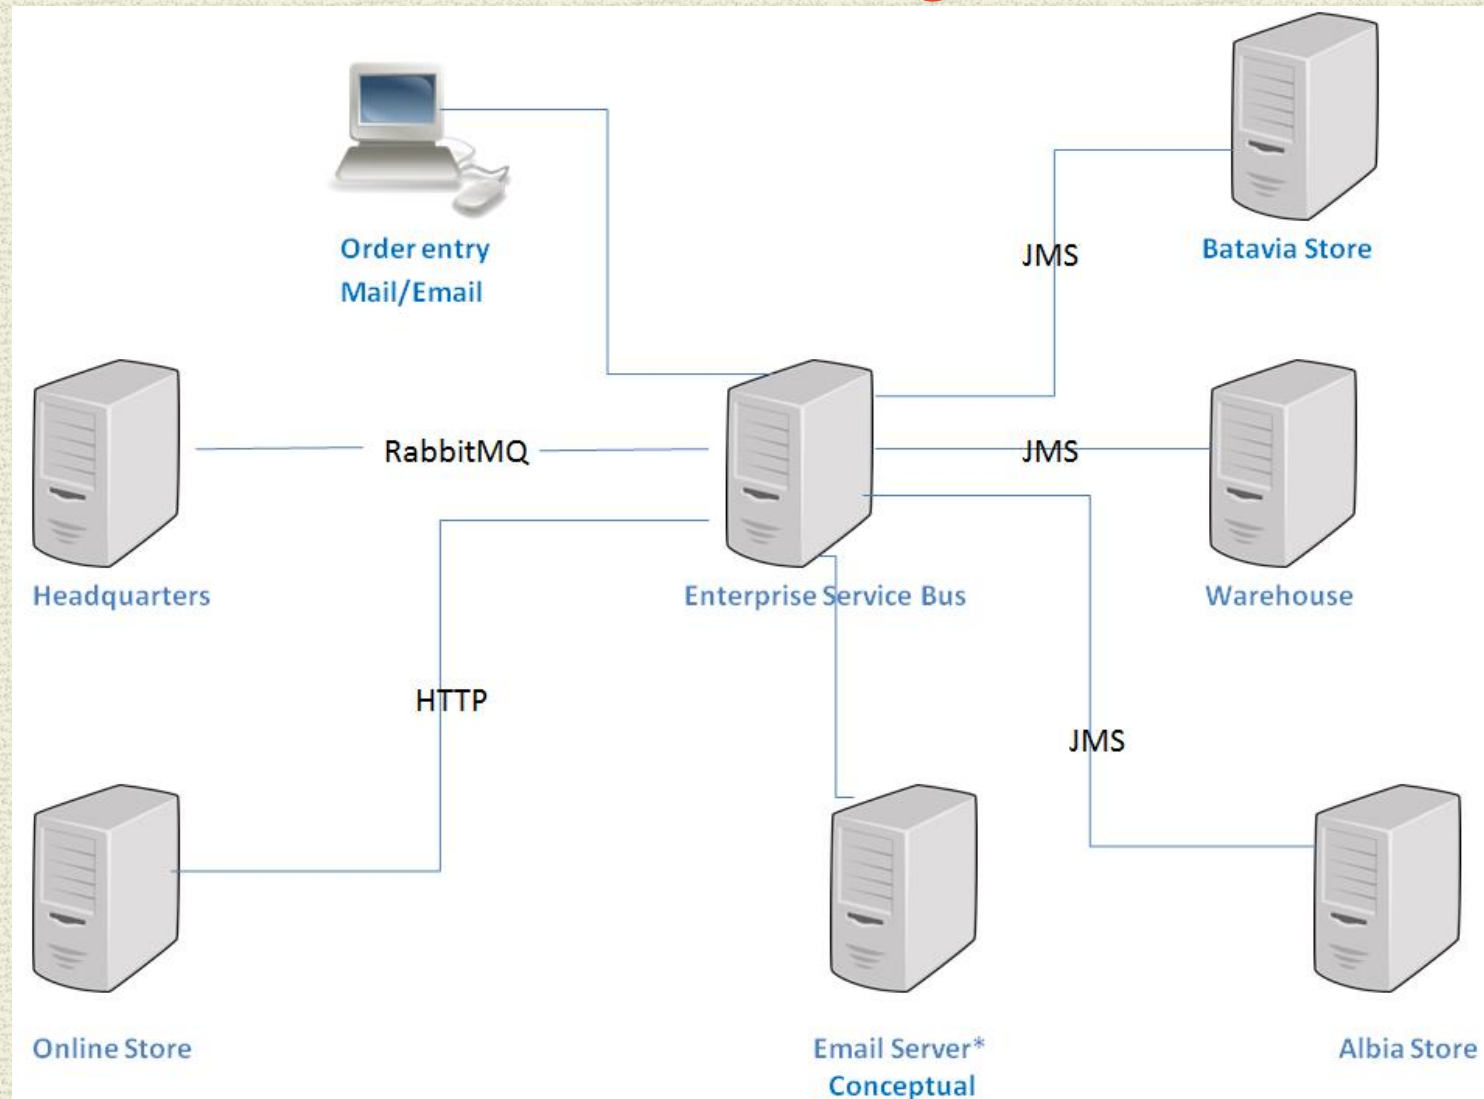 Order entry
Mail/Email
JMS
Batavia Store
RabbitMQ
JMS
Headquarters
Enterprise Service Bus
Warehouse
HTTP
JMS
Online Store
Email Server*
Conceptual
Albia Store